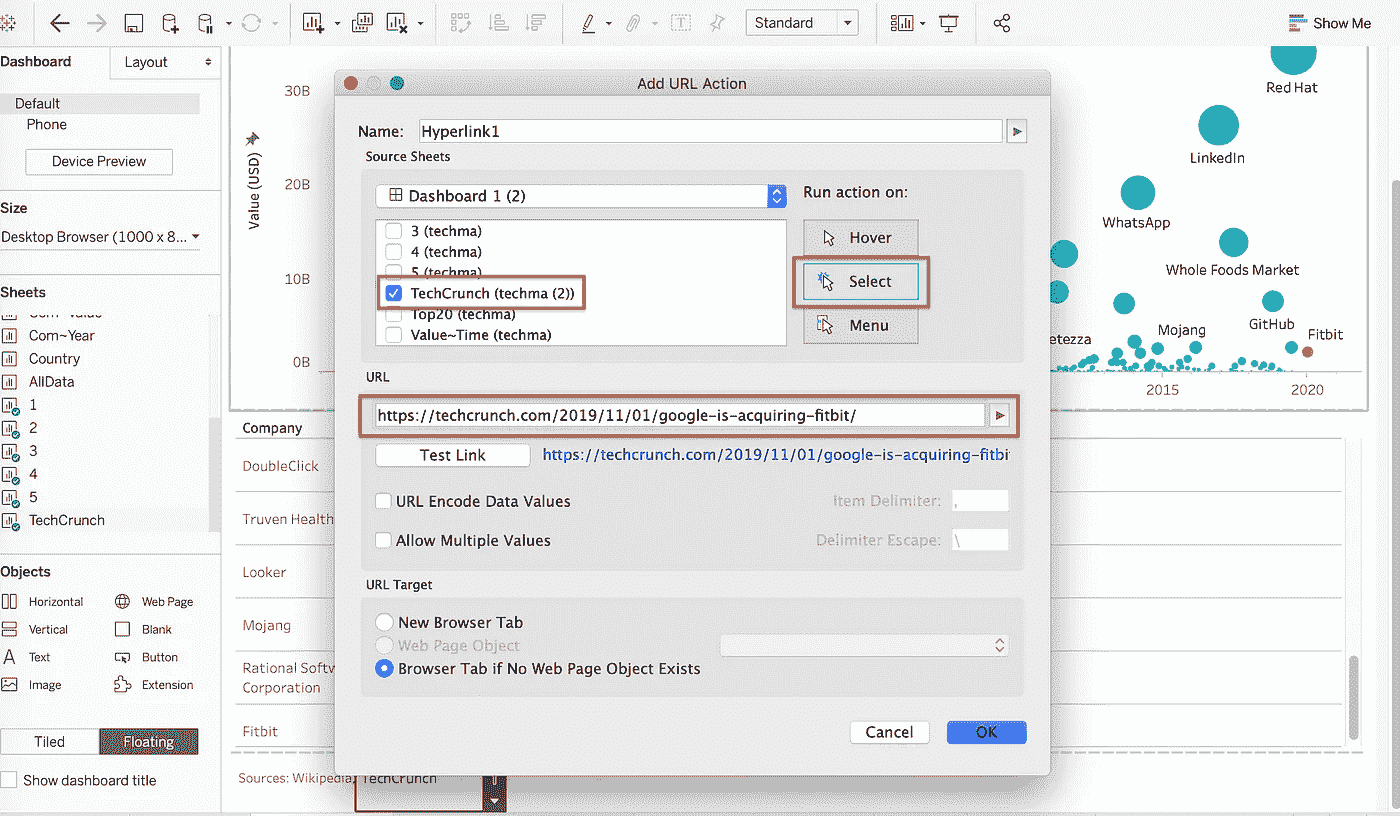 Standard
Show Me
Dashboard
Layout
Default
Phone
Device Preview
Size
Desktop Browser (1000 x 8...
Sheets
Com~Year
Country
AllData
1
2
3
4
5
TechCrunch
Objects
Horizontal
Web Page
Vertical
Blank
A Text
Button
Image
Extension
Tiled
Floating
Show dashboard title
Value (USD)
30B
20B
10B
0B
Add URL Action
Name: Hyperlink1
Source Sheets
Dashboard 1 (2)
Run action on:
3 (techma)
4 (techma)
5 (techma)
TechCrunch (techma (2))
Top20 (techma)
Value~Time (techma)
Hover
Select
Menu
URL
https://techcrunch.com/2019/11/01/google-is-acquiring-fitbit/
Test Link
https://techcrunch.com/2019/11/01/google-is-acquiring-fitbi
URL Encode Data Values
Item Delimiter: ,
Allow Multiple Values
Delimiter Escape: \
URL Target
New Browser Tab
Web Page Object
Browser Tab if No Web Page Object Exists
Cancel
OK
Red Hat
LinkedIn
WhatsApp
Whole Foods Market
GitHub
Mojang
Fitbit
etezza
2015
2020
Company
DoubleClick
Truven Health
Looker
Mojang
Rational Softw
Corporation
Fitbit
Sources: Wikipedia, TechCrunch